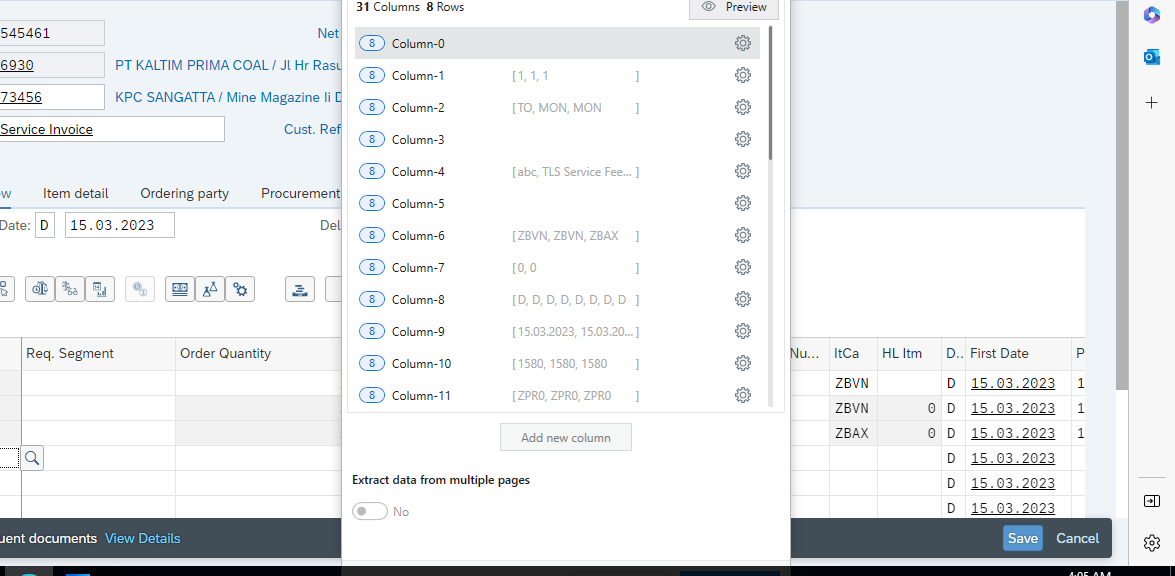 31 Columns 8 Rows
Preview
545461
Net
8 Column-0
6930
PT KALTIM PRIMA COAL / Jl Hr Rasu
8 Column-1 [1, 1, 1 ]
73456
KPC SANGATTA / Mine Magazine Ii D
8 Column-2 [TO, MON, MON ]
Service Invoice
Cust. Ref
8 Column-3
8 Column-4 [abc, TLS Service Fee... ]
Item detail
Ordering party
Procurement
8 Column-5
Date: D 15.03.2023
Del
8 Column-6 [ZBVN, ZBVN, ZBAX ]
8 Column-7 [0, 0 ]
8 Column-8 [D, D, D, D, D, D, D, D ]
8 Column-9 [15.03.2023, 15.03.20... ]
Req. Segment
Order Quantity
8 Column-10 [1580, 1580, 1580 ]
8 Column-11 [ZPR0, ZPR0, ZPR0 ]
Nu... ItCa HL Itm D.. First Date P
ZBVN D 15.03.2023 1
ZBVN 0 D 15.03.2023 1
ZBAX 0 D 15.03.2023 1
D 15.03.2023
D 15.03.2023
D 15.03.2023
Add new column
Extract data from multiple pages
No
uent documents View Details
Save Cancel